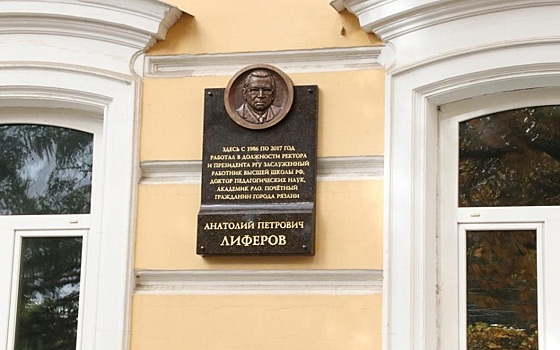 ЗДЕСЬ С 1986 ПО 2017 ГОД
РАБОТАЛ В ДОЛЖНОСТИ РЕКТОРА
И ПРЕЗИДЕНТА РГУ ЗАСЛУЖЕННЫЙ
РАБОТНИК ВЫСШЕЙ ШКОЛЫ РФ,
ДОКТОР ПЕДАГОГИЧЕСКИХ НАУК,
АКАДЕМИК РАО. ПОЧЁТНЫЙ
ГРАЖДАНИН ГОРОДА РЯЗАНИ
АНАТОЛИЙ ПЕТРОВИЧ
ЛИФЕРОВ